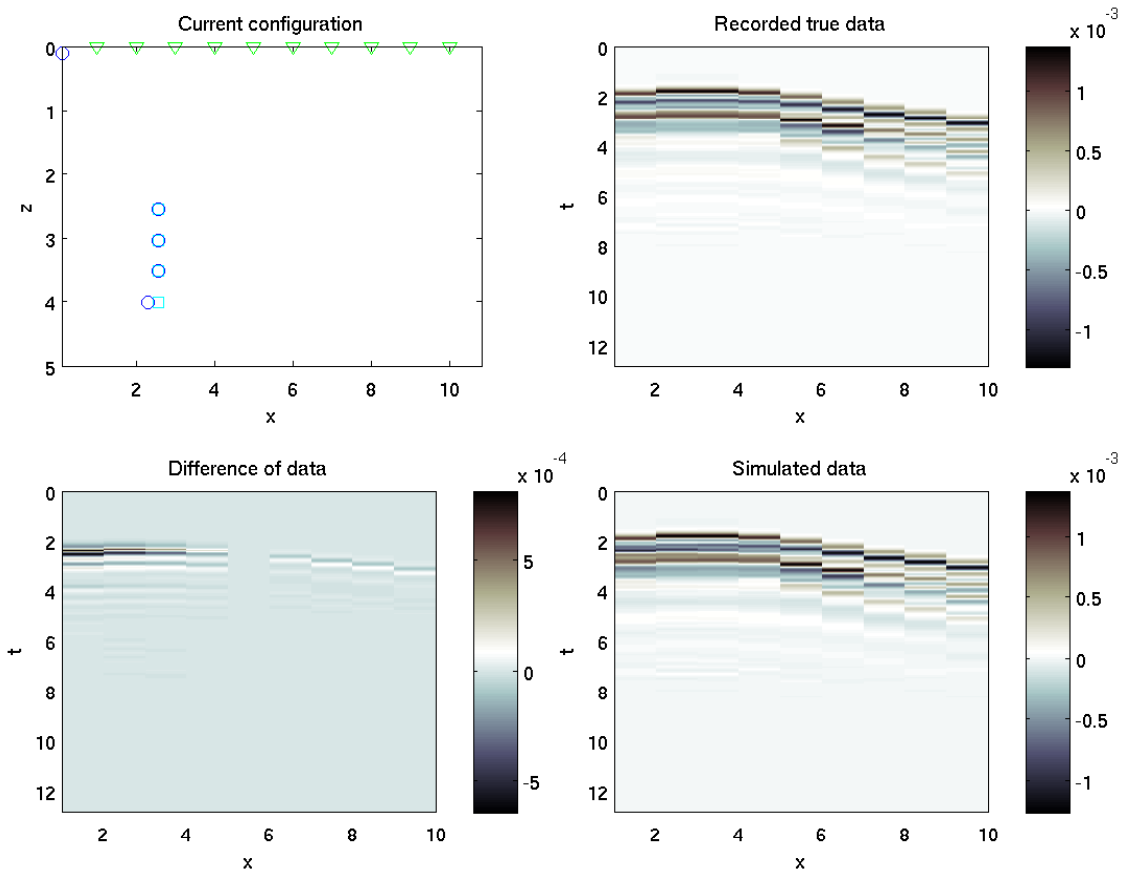 Current configuration
0
1
2
3
4
5
z
2 4 6 8 10
x
Recorded true data
0
2
4
6
8
10
12
t
2 4 6 8 10
x
x 10^-3
1
0.5
0
-0.5
-1
Difference of data
0
2
4
6
8
10
12
t
2 4 6 8 10
x
x 10^-4
5
0
-5
Simulated data
0
2
4
6
8
10
12
t
2 4 6 8 10
x
x 10^-3
1
0.5
0
-0.5
-1